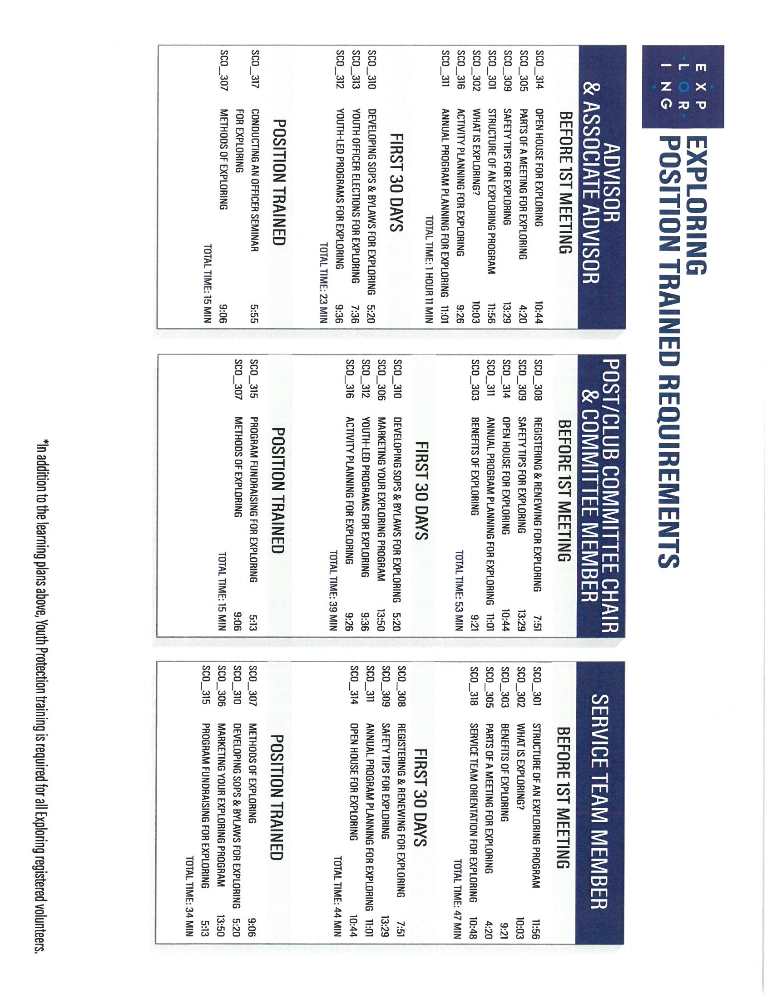 EXP
LOR
ING
EXPLORING
POSITION TRAINED REQUIREMENTS
ADVISOR
& ASSOCIATE ADVISOR
BEFORE 1ST MEETING
SCO_314 OPEN HOUSE FOR EXPLORING 10:44
SCO_305 PARTS OF A MEETING FOR EXPLORING 4:20
SCO_309 SAFETY TIPS FOR EXPLORING 13:29
SCO_301 STRUCTURE OF AN EXPLORING PROGRAM 11:56
SCO_302 WHAT IS EXPLORING? 10:03
SCO_316 ACTIVITY PLANNING FOR EXPLORING 9:26
SCO_311 ANNUAL PROGRAM PLANNING FOR EXPLORING 11:01
TOTAL TIME: 1 HOUR 11 MIN
FIRST 30 DAYS
SCO_310 DEVELOPING SOPS & BYLAWS FOR EXPLORING 5:20
SCO_313 YOUTH OFFICER ELECTIONS FOR EXPLORING 7:36
SCO_312 YOUTH-LED PROGRAMS FOR EXPLORING 9:36
TOTAL TIME: 23 MIN
POSITION TRAINED
SCO_317 CONDUCTING AN OFFICER SEMINAR 5:55
FOR EXPLORING
SCO_307 METHODS OF EXPLORING 9:06
TOTAL TIME: 15 MIN
POST/CLUB COMMITTEE CHAIR
& COMMITTEE MEMBER
BEFORE 1ST MEETING
SCO_308 REGISTERING & RENEWING FOR EXPLORING 7:51
SCO_309 SAFETY TIPS FOR EXPLORING 13:29
SCO_314 OPEN HOUSE FOR EXPLORING 10:44
SCO_311 ANNUAL PROGRAM PLANNING FOR EXPLORING 11:01
SCO_303 BENEFITS OF EXPLORING 9:21
TOTAL TIME: 53 MIN
FIRST 30 DAYS
SCO_310 DEVELOPING SOPS & BYLAWS FOR EXPLORING 5:20
SCO_306 MARKETING YOUR EXPLORING PROGRAM 13:50
SCO_312 YOUTH-LED PROGRAMS FOR EXPLORING 9:36
SCO_316 ACTIVITY PLANNING FOR EXPLORING 9:26
TOTAL TIME: 39 MIN
POSITION TRAINED
SCO_315 PROGRAM FUNDRAISING FOR EXPLORING 5:13
SCO_307 METHODS OF EXPLORING 9:06
TOTAL TIME: 15 MIN
SERVICE TEAM MEMBER
BEFORE 1ST MEETING
SCO_301 STRUCTURE OF AN EXPLORING PROGRAM 11:56
SCO_302 WHAT IS EXPLORING? 10:03
SCO_303 BENEFITS OF EXPLORING 9:21
SCO_305 PARTS OF A MEETING FOR EXPLORING 4:20
SCO_318 SERVICE TEAM ORIENTATION FOR EXPLORING 10:48
TOTAL TIME: 47 MIN
FIRST 30 DAYS
SCO_308 REGISTERING & RENEWING FOR EXPLORING 7:51
SCO_309 SAFETY TIPS FOR EXPLORING 13:29
SCO_311 ANNUAL PROGRAM PLANNING FOR EXPLORING 11:01
SCO_314 OPEN HOUSE FOR EXPLORING 10:44
TOTAL TIME: 44 MIN
POSITION TRAINED
SCO_307 METHODS OF EXPLORING 9:06
SCO_310 DEVELOPING SOPS & BYLAWS FOR EXPLORING 5:20
SCO_306 MARKETING YOUR EXPLORING PROGRAM 13:50
SCO_315 PROGRAM FUNDRAISING FOR EXPLORING 5:13
TOTAL TIME: 34 MIN
*In addition to the learning plans above, Youth Protection training is required for all Exploring registered volunteers.